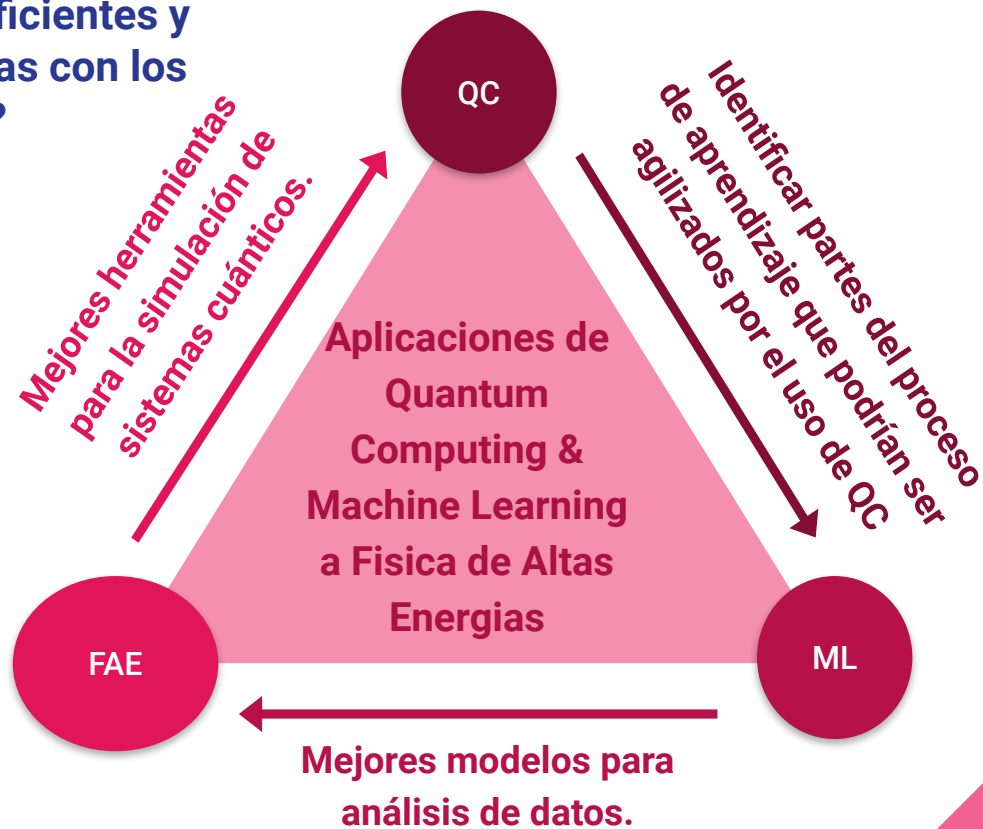 ficientes y
as con los
?
QC
Mejores herramientas
para la simulación de
sistemas cuánticos.
Identificar partes del proceso
de aprendizaje que podrían ser
agilizados por el uso de QC
Aplicaciones de
Quantum
Computing &
Machine Learning
a Fisica de Altas
Energias
FAE
ML
Mejores modelos para
análisis de datos.